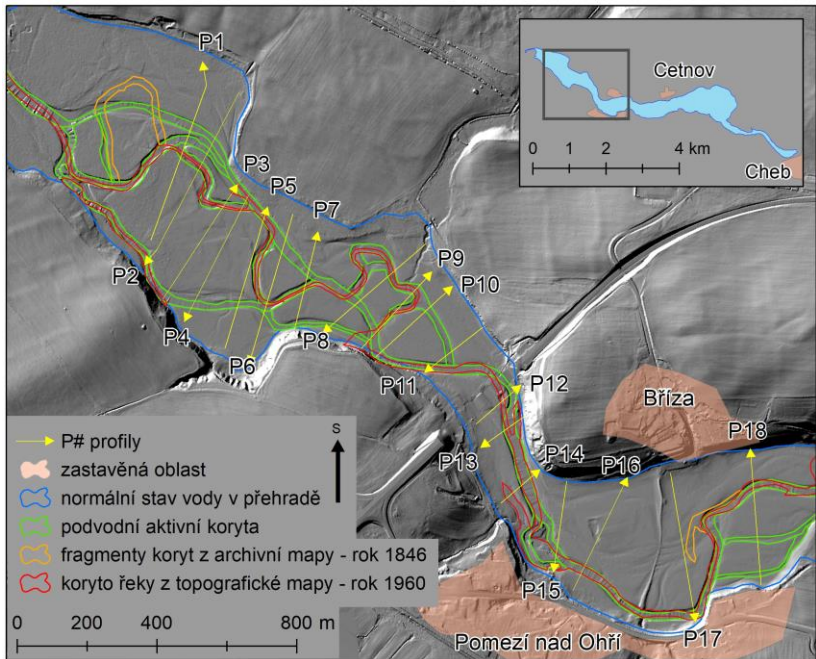 P1
Cetnov
0 1 2 4 km
Cheb
P3
P5
P7
P2
P9
P10
P4
P8
P6
P11
P12
Bříza
P18
S
P13
P14
P16
P# profily
zastavěná oblast
normální stav vody v přehradě
podvodní aktivní koryta
fragmenty koryt z archivní mapy - rok 1846
koryto řeky z topografické mapy - rok 1960
P15
0 200 400 800 m
Pomezí nad Ohří
P17